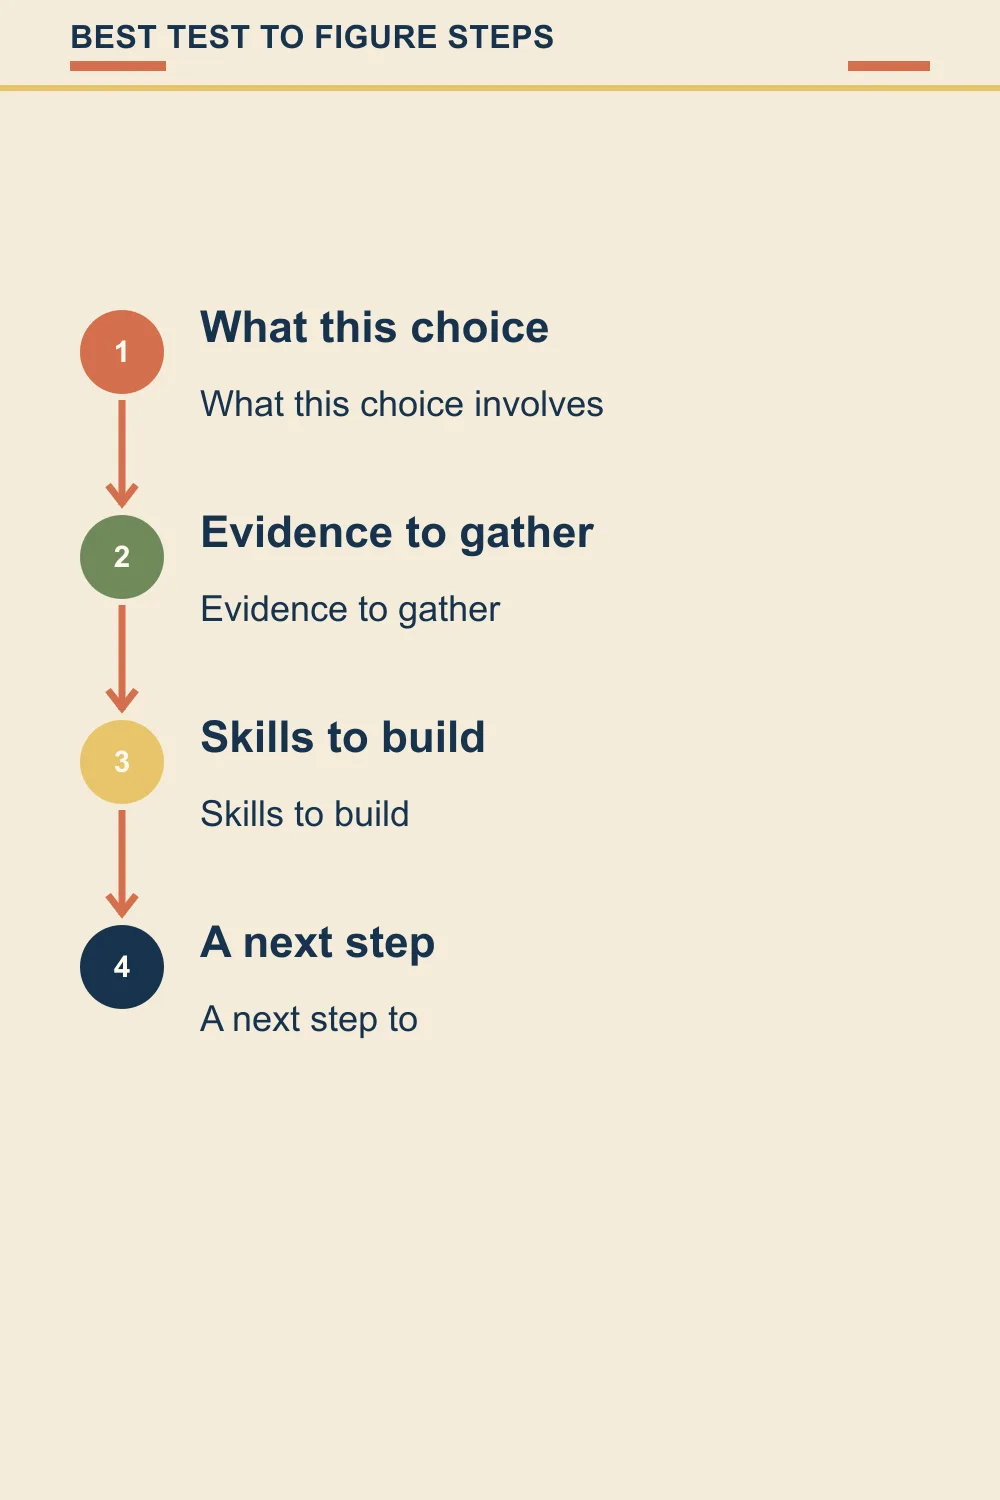 BEST TEST TO FIGURE STEPS
1
What this choice
What this choice involves
2
Evidence to gather
Evidence to gather
3
Skills to build
Skills to build
4
A next step
A next step to